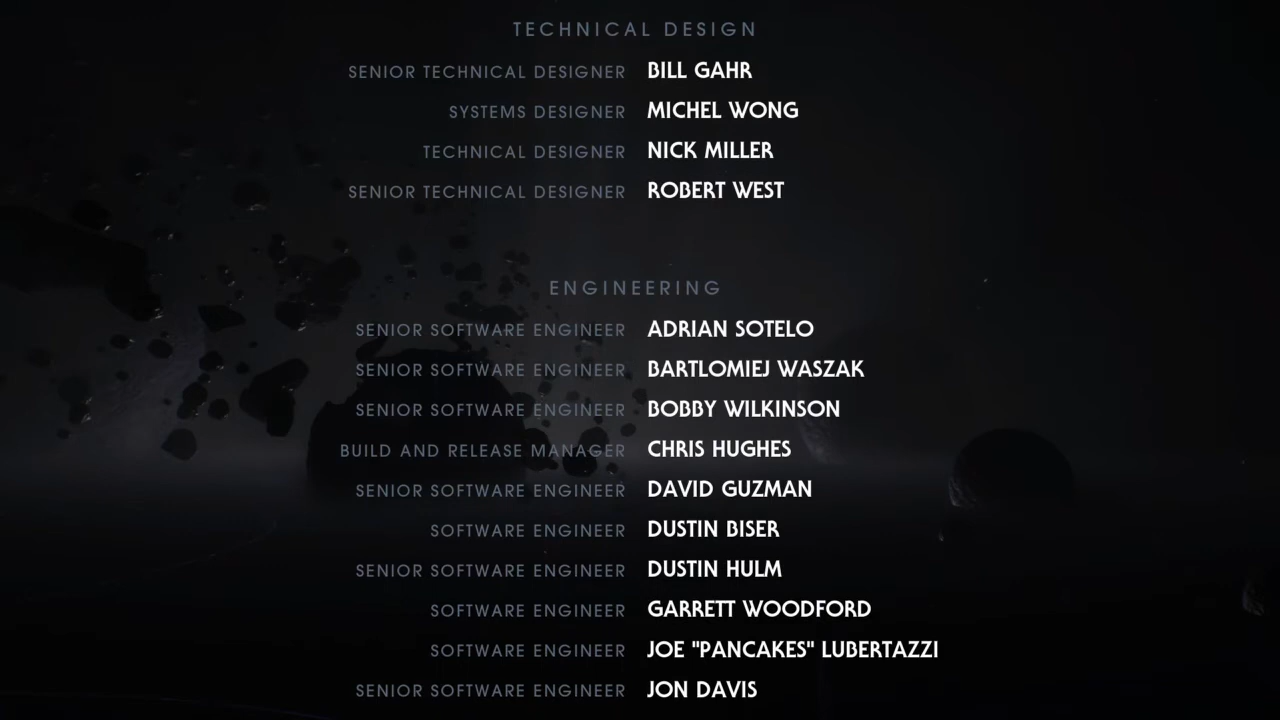 TECHNICAL DESIGN
SENIOR TECHNICAL DESIGNER BILL GAHR
SYSTEMS DESIGNER MICHEL WONG
TECHNICAL DESIGNER NICK MILLER
SENIOR TECHNICAL DESIGNER ROBERT WEST
ENGINEERING
SENIOR SOFTWARE ENGINEER ADRIAN SOTELO
SENIOR SOFTWARE ENGINEER BARTLOMIEJ WASZAK
SENIOR SOFTWARE ENGINEER BOBBY WILKINSON
BUILD AND RELEASE MANAGER CHRIS HUGHES
SENIOR SOFTWARE ENGINEER DAVID GUZMAN
SOFTWARE ENGINEER DUSTIN BISER
SENIOR SOFTWARE ENGINEER DUSTIN HULM
SOFTWARE ENGINEER GARRETT WOODFORD
SOFTWARE ENGINEER JOE "PANCAKES" LUBERTAZZI
SENIOR SOFTWARE ENGINEER JON DAVIS